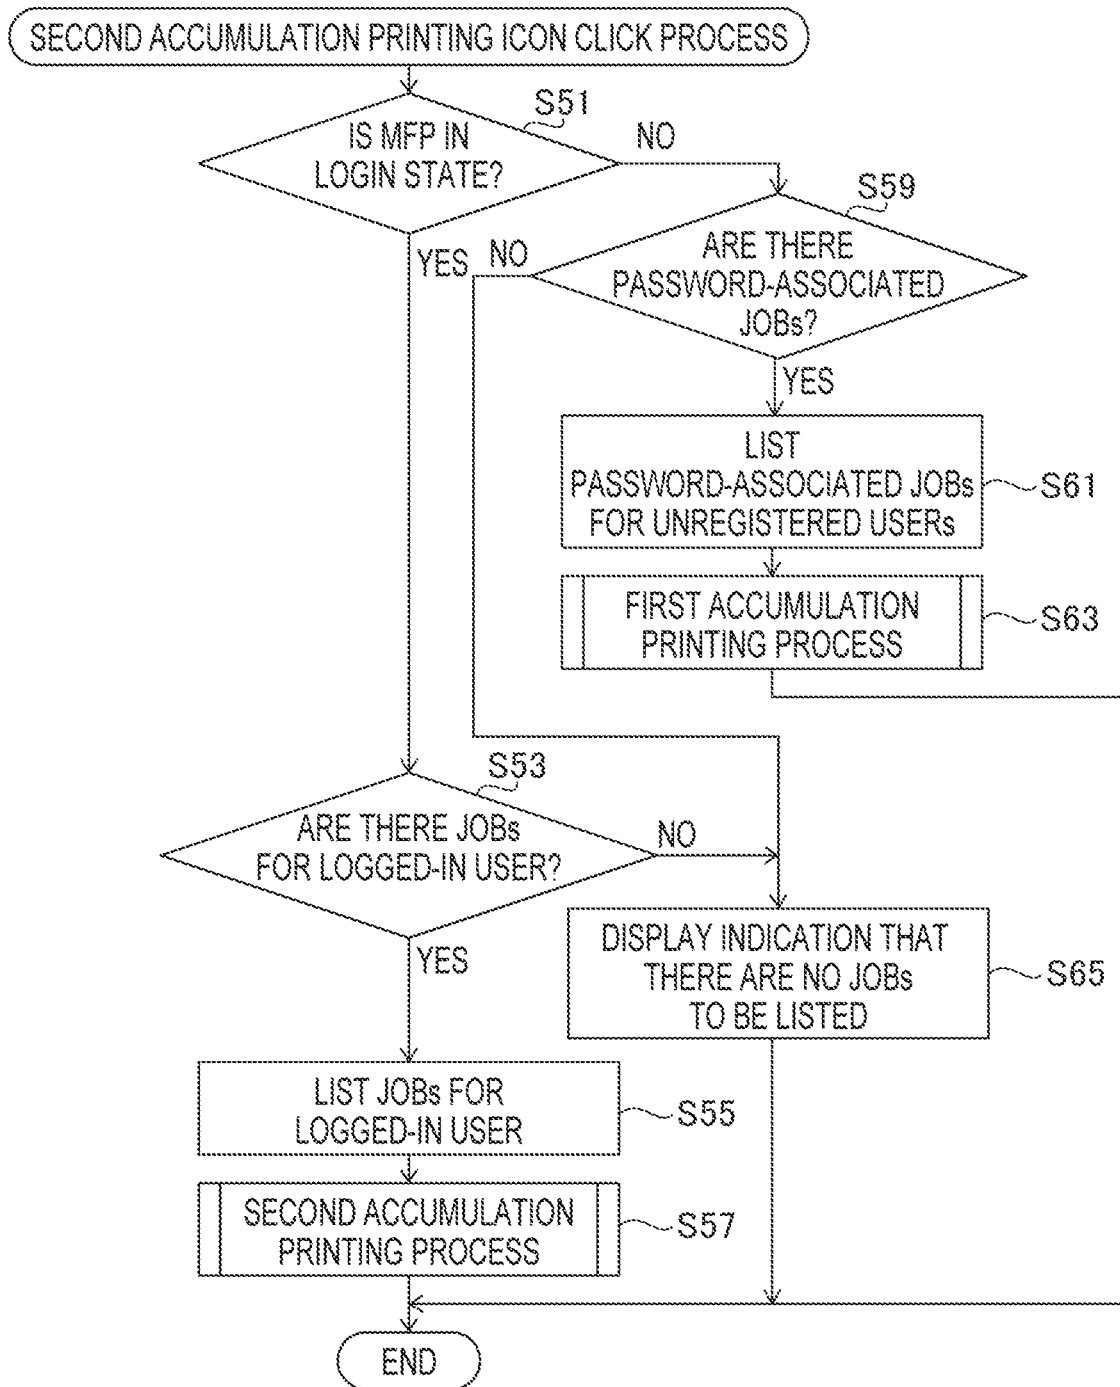 SECOND ACCUMULATION PRINTING ICON CLICK PROCESS
S51
IS MFP IN
LOGIN STATE?
NO
YES
S59
ARE THERE
PASSWORD-ASSOCIATED
JOBs?
NO
YES
LIST
PASSWORD-ASSOCIATED JOBs
FOR UNREGISTERED USERs
S61
FIRST ACCUMULATION
PRINTING PROCESS
S63
S53
ARE THERE JOBs
FOR LOGGED-IN USER?
NO
YES
DISPLAY INDICATION THAT
THERE ARE NO JOBs
TO BE LISTED
S65
LIST JOBs FOR
LOGGED-IN USER
S55
SECOND ACCUMULATION
PRINTING PROCESS
S57
END